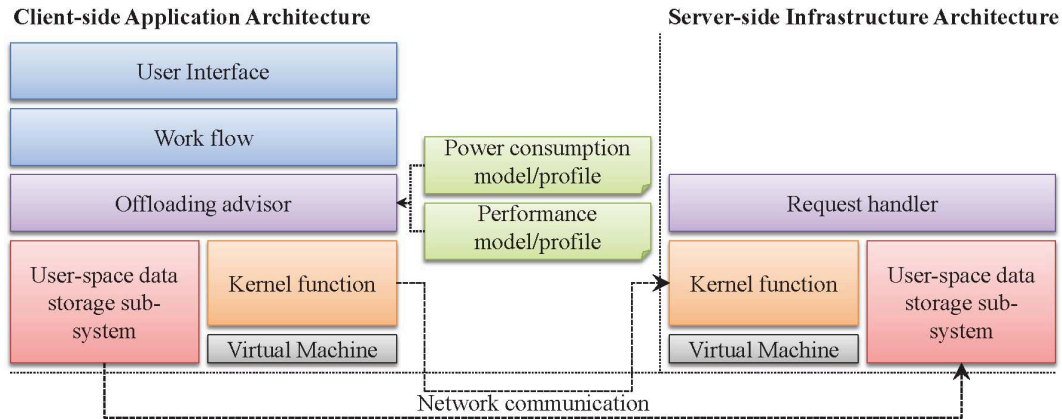 Client-side Application Architecture
Server-side Infrastructure Architecture
User Interface
Work flow
Power consumption
model/profile
Offloading advisor
Performance
model/profile
Request handler
User-space data
storage sub-
system
Kernel function
Virtual Machine
Kernel function
Virtual Machine
User-space data
storage sub-
system
Network communication